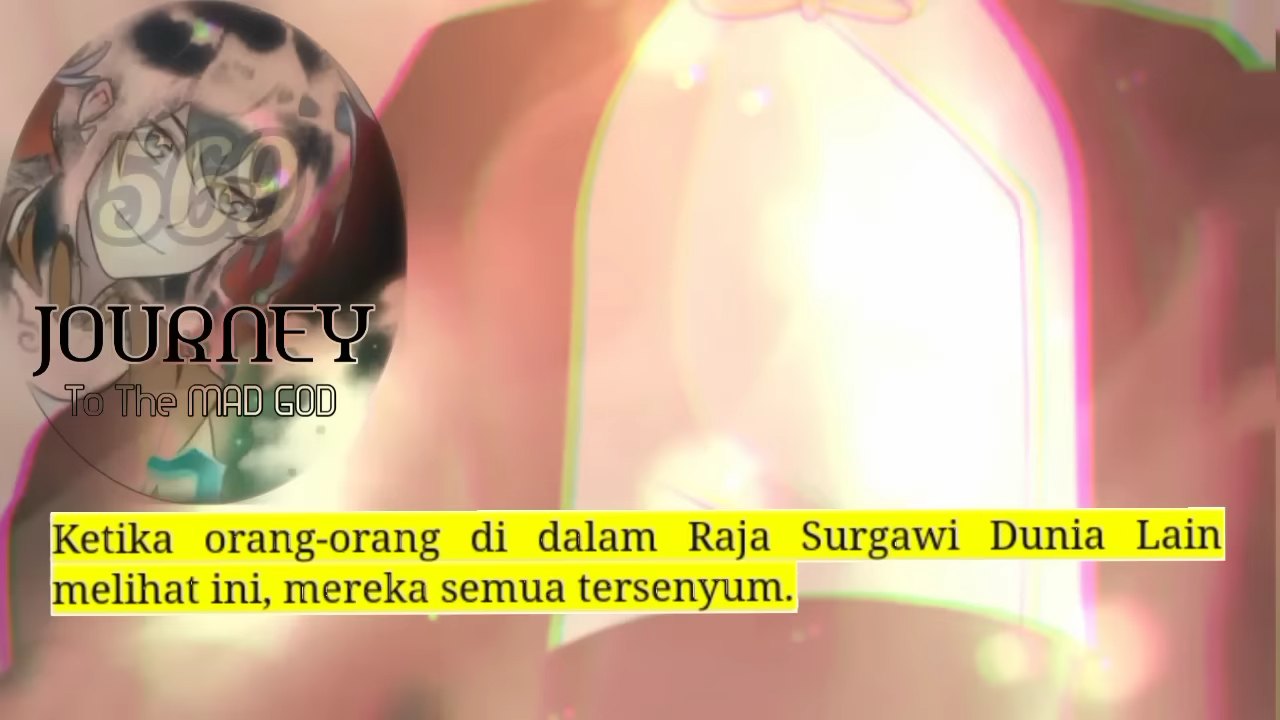 569
JOURNEY
To The MAD GOD
Ketika orang-orang di dalam Raja Surgawi Dunia Lain
melihat ini, mereka semua tersenyum.